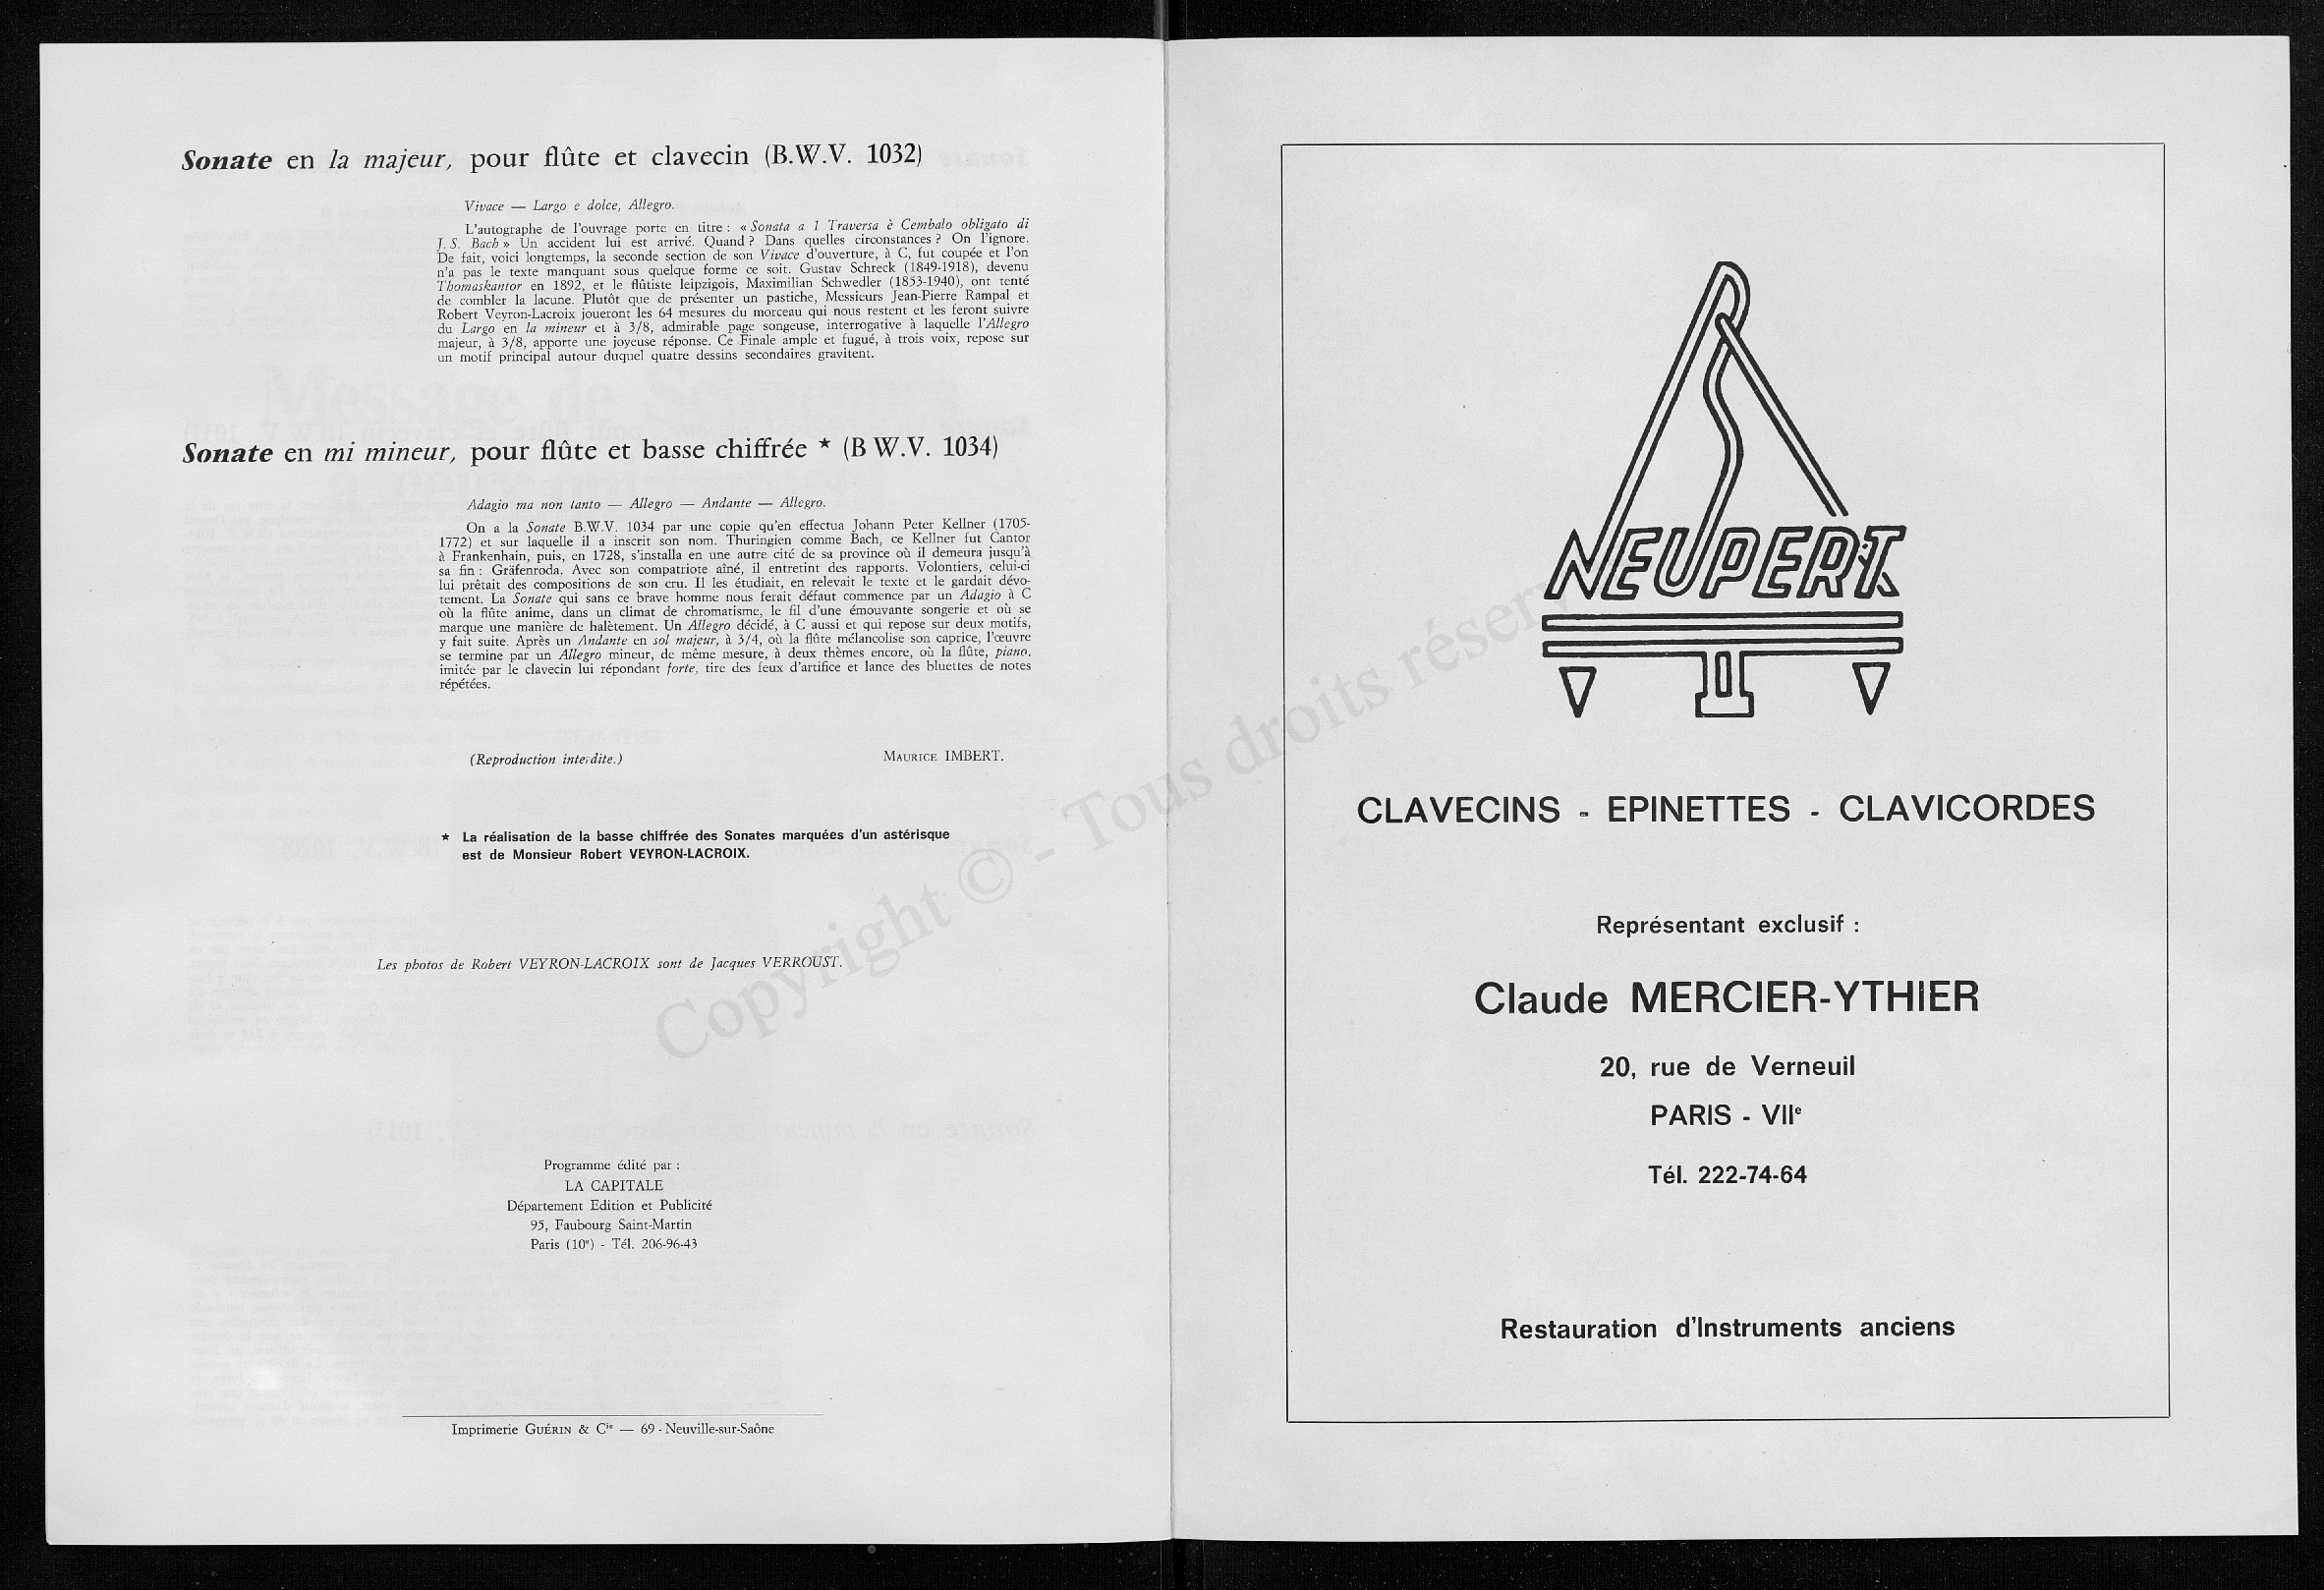 Sonate en la majeur, pour flûte et clavecin (B.W.V. 1032)
Vivace — Largo e dolce, Allegro.
L'autographe de l'ouvrage porte en titre : « Sonata a 1 Traversa è Cembalo obligato di
J. S. Bach » Un accident lui est arrivé. Quand ? Dans quelles circonstances ? On l'ignore.
De fait, voici longtemps, la seconde section de son Vivace d'ouverture, à C, fut coupée et l'on
n'a pas le texte manquant sous quelque forme ce soit. Gustav Schreck (1849-1918), devenu
Thomaskantor en 1892, et le flûtiste leipzigois, Maximilian Schwedler (1853-1940), ont tenté
de combler la lacune. Plutôt que de présenter un pastiche, Messieurs Jean-Pierre Rampal et
Robert Veyron-Lacroix joueront les 64 mesures du morceau qui nous restent et les feront suivre
du Largo en la mineur et à 3/8, admirable page songeuse, interrogative à laquelle l'Allegro
majeur, à 3/8, apporte une joyeuse réponse. Ce Finale ample et fugué, à trois voix, repose sur
un motif principal autour duquel quatre dessins secondaires gravitent.
Sonate en mi mineur, pour flûte et basse chiffrée ★ (B W.V. 1034)
Adagio ma non tanto — Allegro — Andante — Allegro.
On a la Sonate B.W.V. 1034 par une copie qu'en effectua Johann Peter Kellner (1705-
1772) et sur laquelle il a inscrit son nom. Thuringien comme Bach, ce Kellner fut Cantor
à Frankenhain, puis, en 1728, s'installa en une autre cité de sa province où il demeura jusqu'à
sa fin : Gräfenroda. Avec son compatriote aîné, il entretint des rapports. Volontiers, celui-ci
lui prêtait des compositions de son cru. Il les étudiait, en relevait le texte et le gardait dévo-
tement. La Sonate qui sans ce brave homme nous ferait défaut commence par un Adagio à C
où la flûte anime, dans un climat de chromatisme, le fil d'une émouvante songerie et où se
marque une manière de halètement. Un Allegro décidé, à C aussi et qui repose sur deux motifs,
y fait suite. Après un Andante en sol majeur, à 3/4, où la flûte mélancolise son caprice, l'œuvre
se termine par un Allegro mineur, de même mesure, à deux thèmes encore, où la flûte, piano,
imitée par le clavecin lui répondant forte, tire des feux d'artifice et lance des bluettes de notes
répétées.
(Reproduction interdite.) MAURICE IMBERT.
★ La réalisation de la basse chiffrée des Sonates marquées d'un astérisque
est de Monsieur Robert VEYRON-LACROIX.
Les photos de Robert VEYRON-LACROIX sont de Jacques VERROUST.
Programme édité par :
LA CAPITALE
Département Edition et Publicité
95, Faubourg Saint-Martin
Paris (10e) - Tél. 206-96-43
Imprimerie GUÉRIN & Cie — 69 - Neuville-sur-Saône
NEUPERT
CLAVECINS - EPINETTES - CLAVICORDES
Représentant exclusif :
Claude MERCIER-YTHIER
20, rue de Verneuil
PARIS - VIIe
Tél. 222-74-64
Restauration d'Instruments anciens
Copyright © - Tous droits réserv